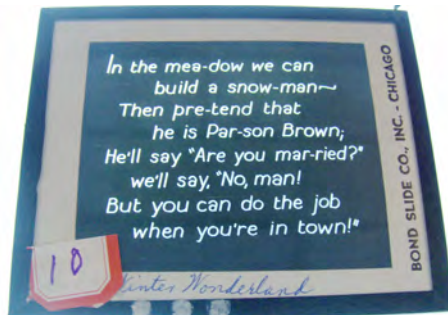 In the mea-dow we can
build a snow-man~
Then pre-tend that
he is Par-son Brown;
He'll say "Are you mar-ried?"
we'll say, "No, man!
But you can do the job
when you're in town!"
BOND SLIDE CO., INC. - CHICAGO
10
Winter Wonderland